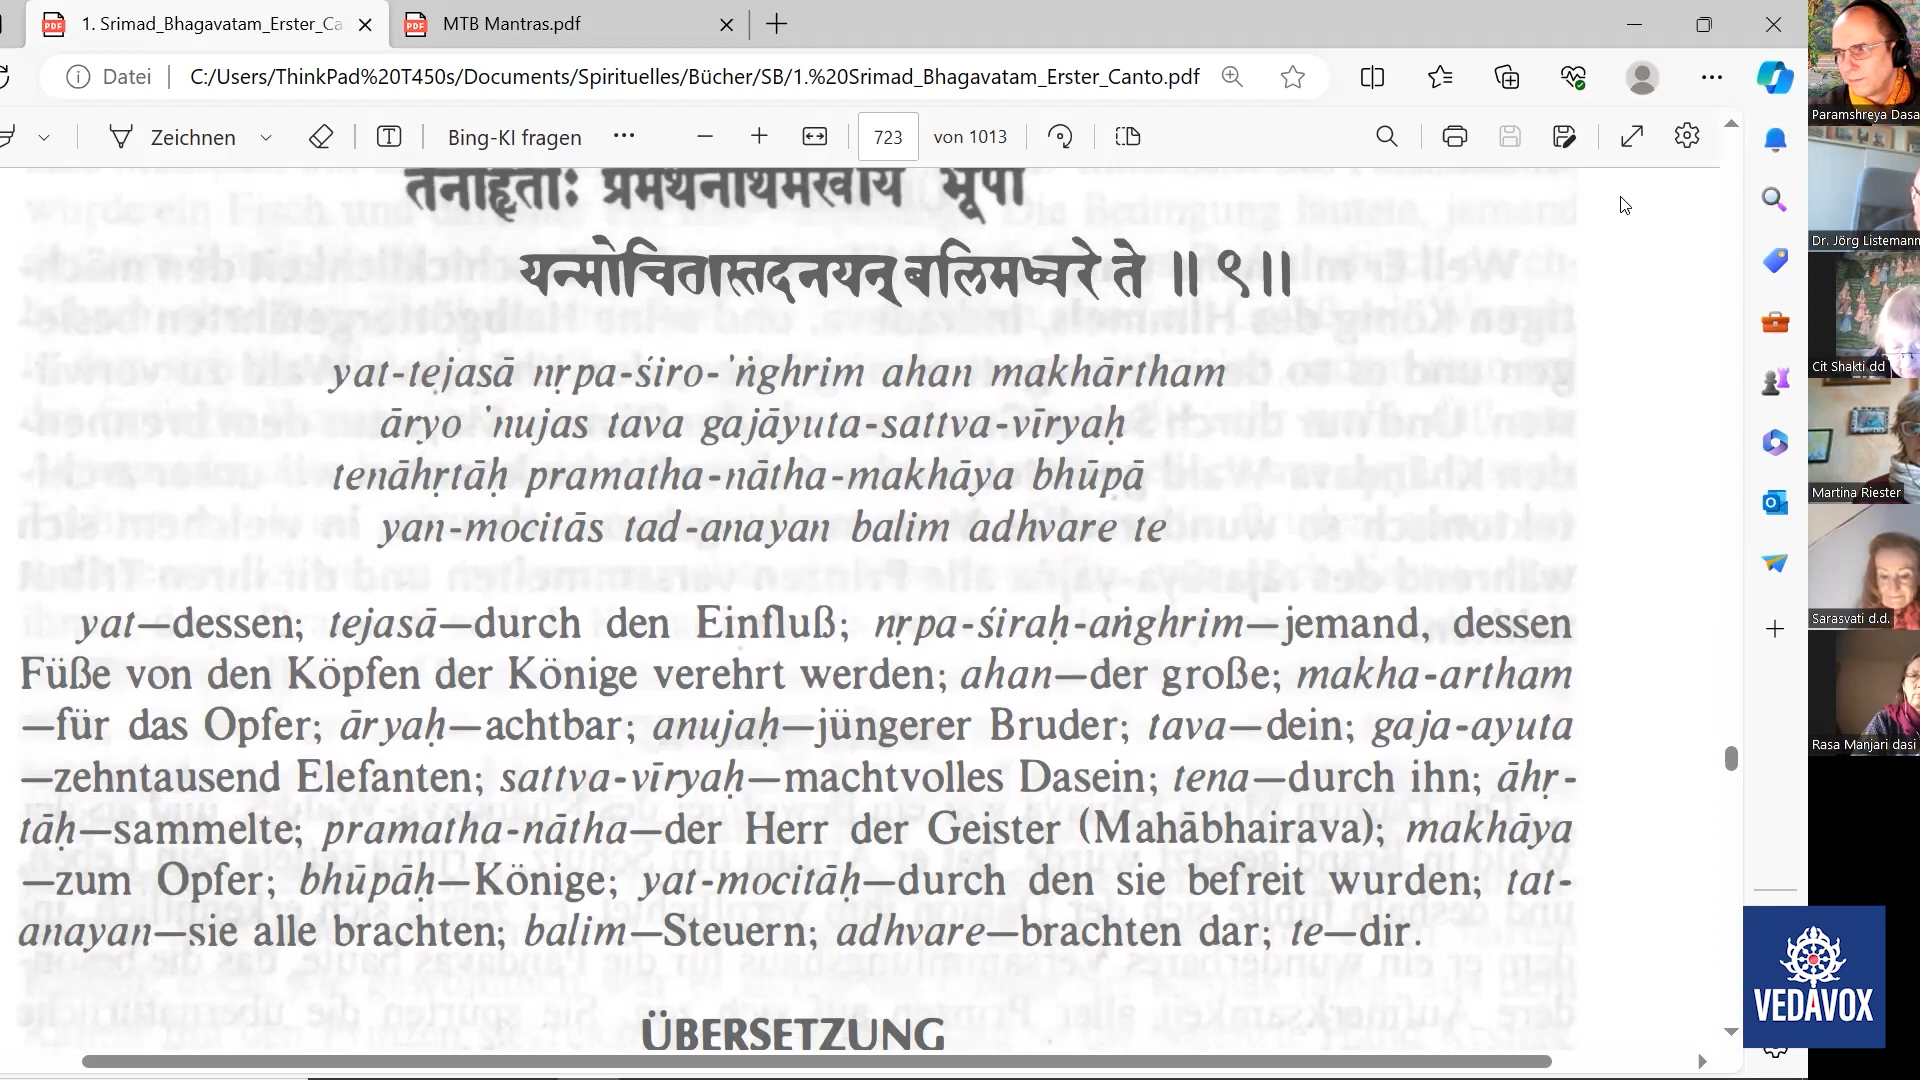 1. Srimad_Bhagavatam_Erster_Ca
MTB Mantras.pdf
Datei
C:/Users/ThinkPad%20T450s/Documents/Spirituelles/Bücher/SB/1.%20Srimad_Bhagavatam_Erster_Canto.pdf
Zeichnen
Bing-KI fragen
723 von 1013
तेनाहृताः प्रमथनाथमखाय भूपा
यन्मोचितास्तदनयन् बलिमध्वरे ते ॥ ९॥
yat-tejasā nṛpa-śiro-'ṅghrim ahan makhārtham
āryo 'nujas tava gajāyuta-sattva-vīryaḥ
tenāhṛtāḥ pramatha-nātha-makhāya bhūpā
yan-mocitās tad-anayan balim adhvare te
yat—dessen; tejasā—durch den Einfluß; nṛpa-śiraḥ-aṅghrim—jemand, dessen
Füße von den Köpfen der Könige verehrt werden; ahan—der große; makha-artham
—für das Opfer; āryaḥ—achtbar; anujaḥ—jüngerer Bruder; tava—dein; gaja-ayuta
—zehntausend Elefanten; sattva-vīryaḥ—machtvolles Dasein; tena—durch ihn; āhṛ-
tāḥ—sammelte; pramatha-nātha—der Herr der Geister (Mahābhairava); makhāya
—zum Opfer; bhūpāḥ—Könige; yat-mocitāḥ—durch den sie befreit wurden; tat-
anayan—sie alle brachten; balim—Steuern; adhvare—brachten dar; te—dir.
ÜBERSETZUNG
Paramshreya Dasa
Dr. Jörg Listemann
Cit Shakti dd
Martina Riester
Sarasvati d.d.
Rasa Manjari dasi
VEDAVOX